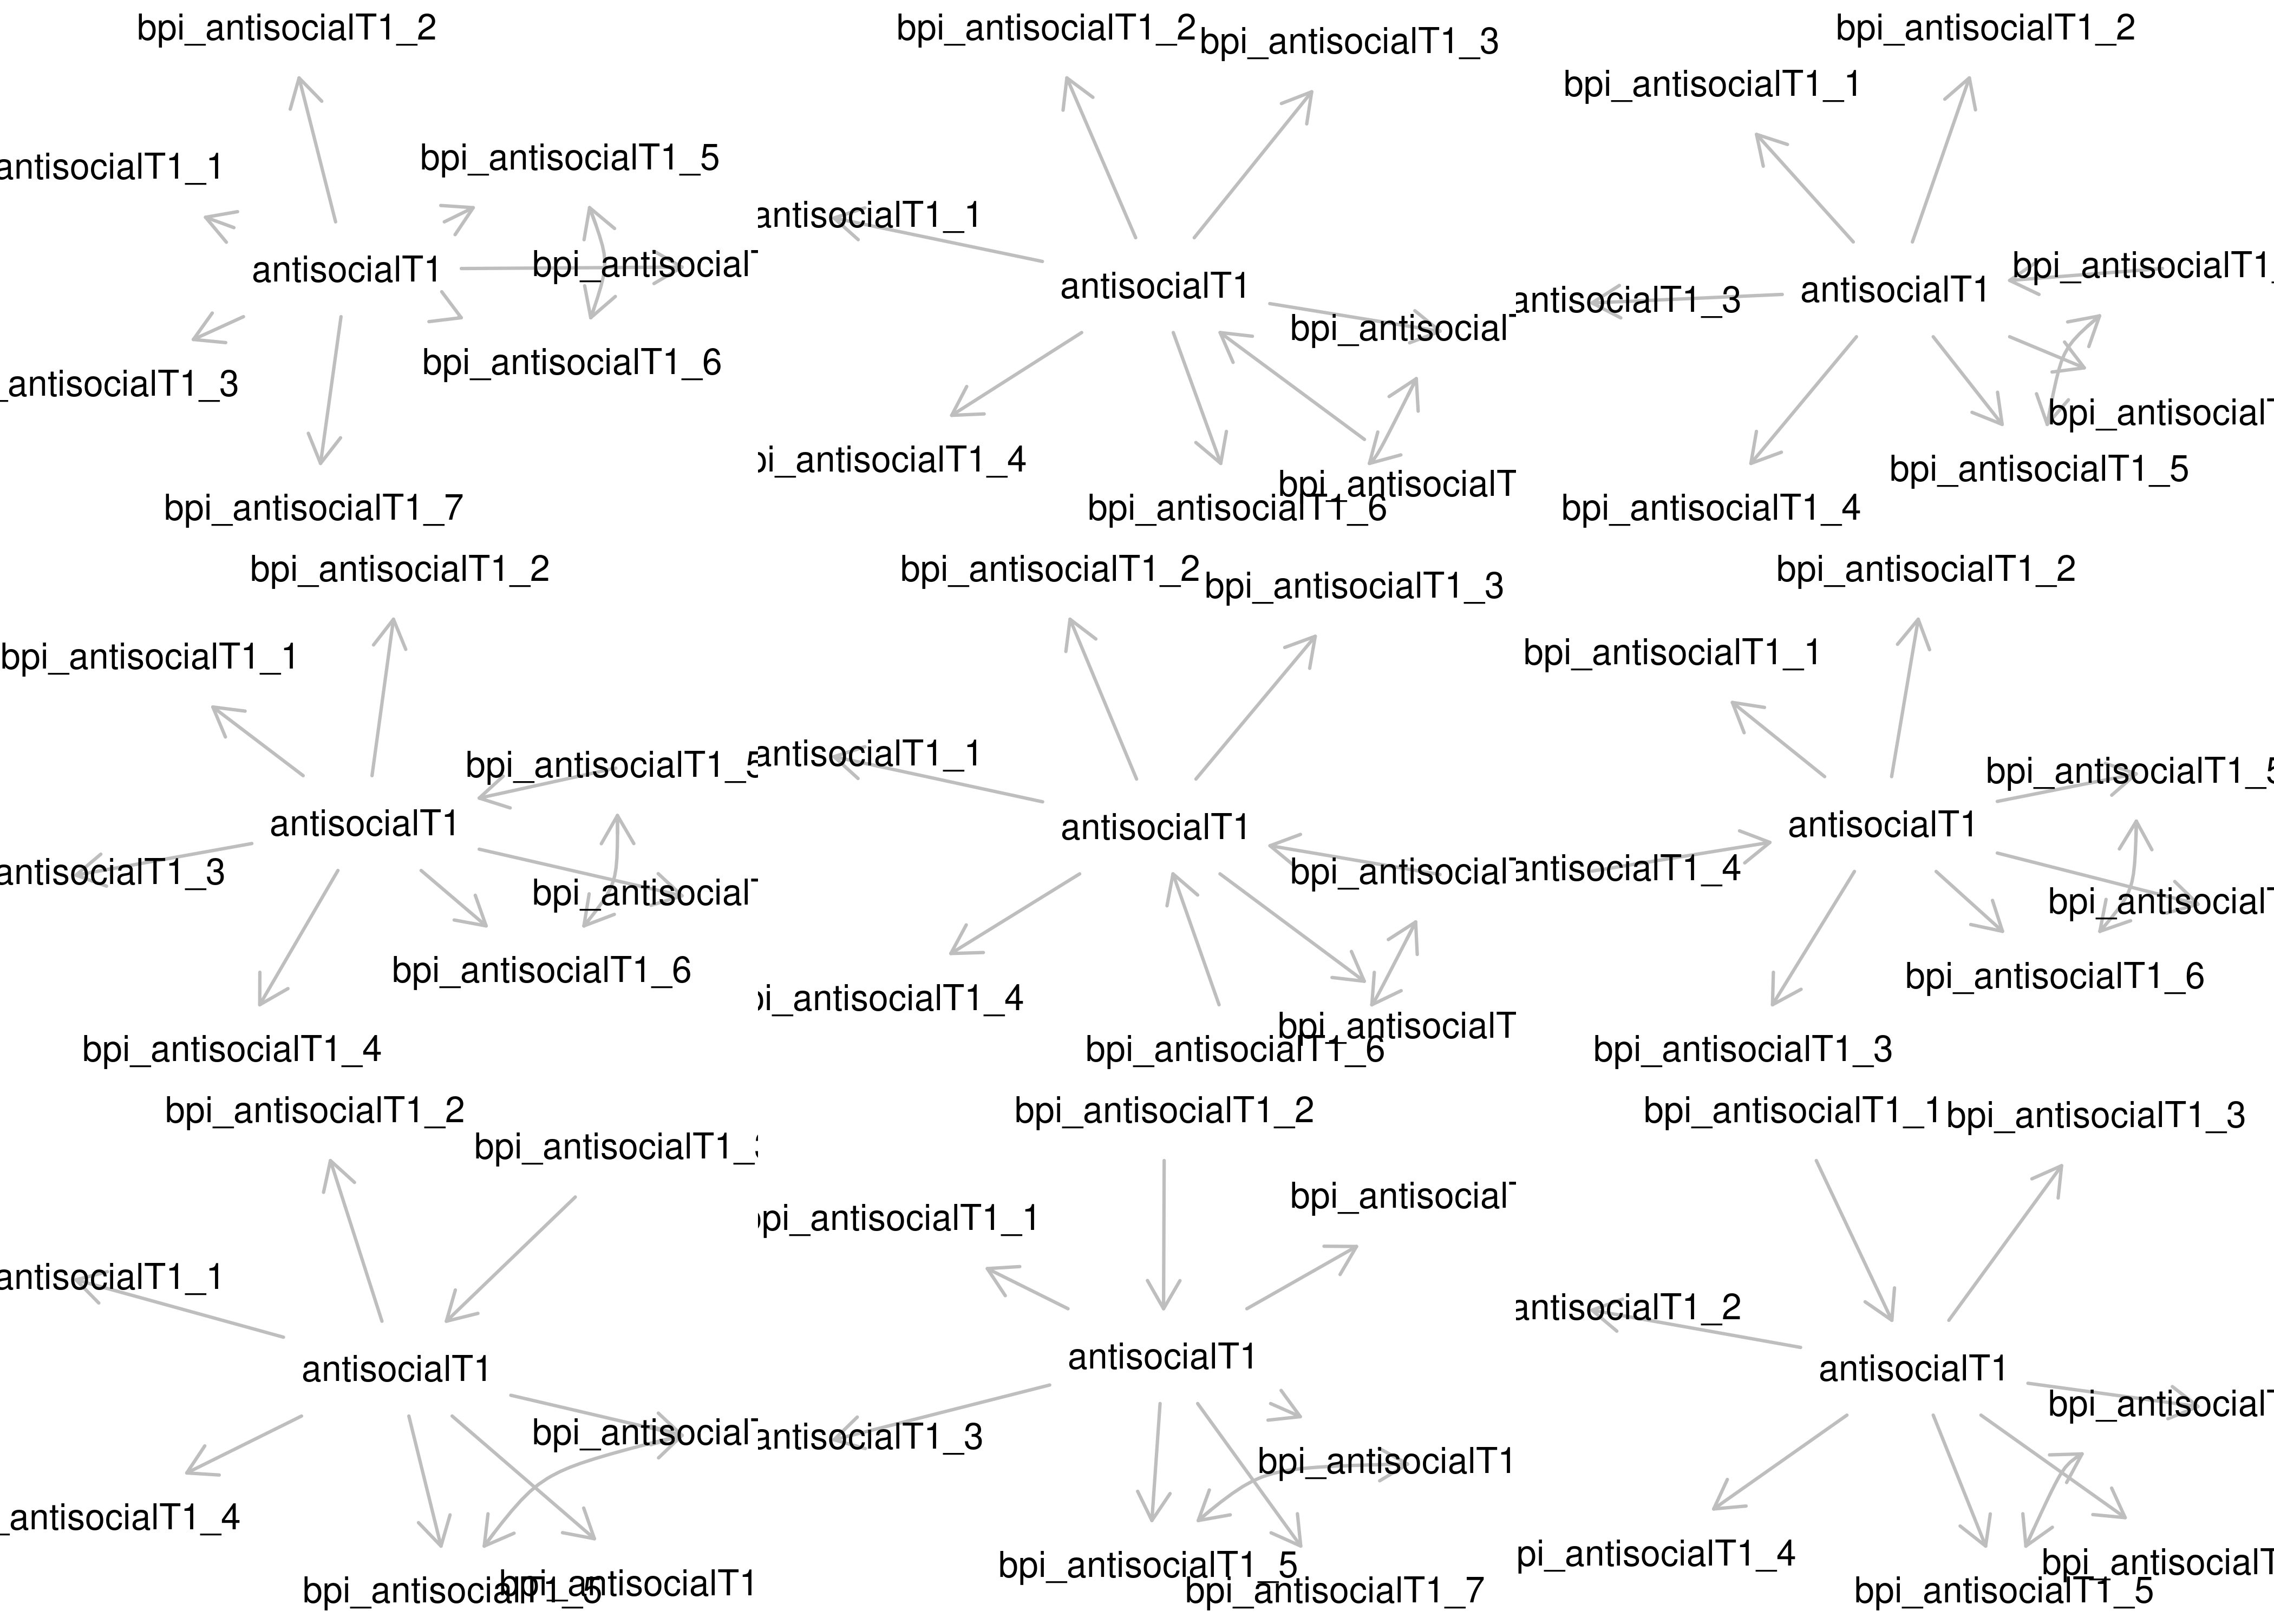 bpi_antisocialT1_2
antisocialT1_1
bpi_antisocialT1_5
antisocialT1
bpi_antisocialT
bpi_antisocialT1_6
_antisocialT1_3
bpi_antisocialT1_7
bpi_antisocialT1_2
bpi_antisocialT1_3
antisocialT1_1
antisocialT1
bpi_antisocialT
pi_antisocialT1_4
bpi_antisocialT
bpi_antisocialT1_6
bpi_antisocialT1_2
bpi_antisocialT1_1
bpi_antisocialT1_
antisocialT1
antisocialT1_3
bpi_antisocialT
bpi_antisocialT1_5
bpi_antisocialT1_4
bpi_antisocialT1_2
bpi_antisocialT1_1
bpi_antisocialT1_5
antisocialT1
antisocialT1_3
bpi_antisocialT
bpi_antisocialT1_6
bpi_antisocialT1_4
bpi_antisocialT1_2
bpi_antisocialT1_3
antisocialT1_1
antisocialT1
bpi_antisocialT
pi_antisocialT1_4
bpi_antisocialT
bpi_antisocialT1_6
bpi_antisocialT1_2
bpi_antisocialT1_1
bpi_antisocialT1_5
antisocialT1
antisocialT1_4
bpi_antisocialT
bpi_antisocialT1_6
bpi_antisocialT1_3
bpi_antisocialT1_2
bpi_antisocialT1_3
antisocialT1_1
antisocialT1
bpi_antisocialT
_antisocialT1_4
bpi_antisocialT1
bpi_antisocialT1_5
bpi_antisocialT1_2
bpi_antisocialT
pi_antisocialT1_1
antisocialT1
antisocialT1_3
bpi_antisocialT1
bpi_antisocialT1_5
bpi_antisocialT1_7
bpi_antisocialT1_1
bpi_antisocialT1_3
antisocialT1_2
antisocialT1
bpi_antisocialT
pi_antisocialT1_4
bpi_antisocialT
bpi_antisocialT1_5